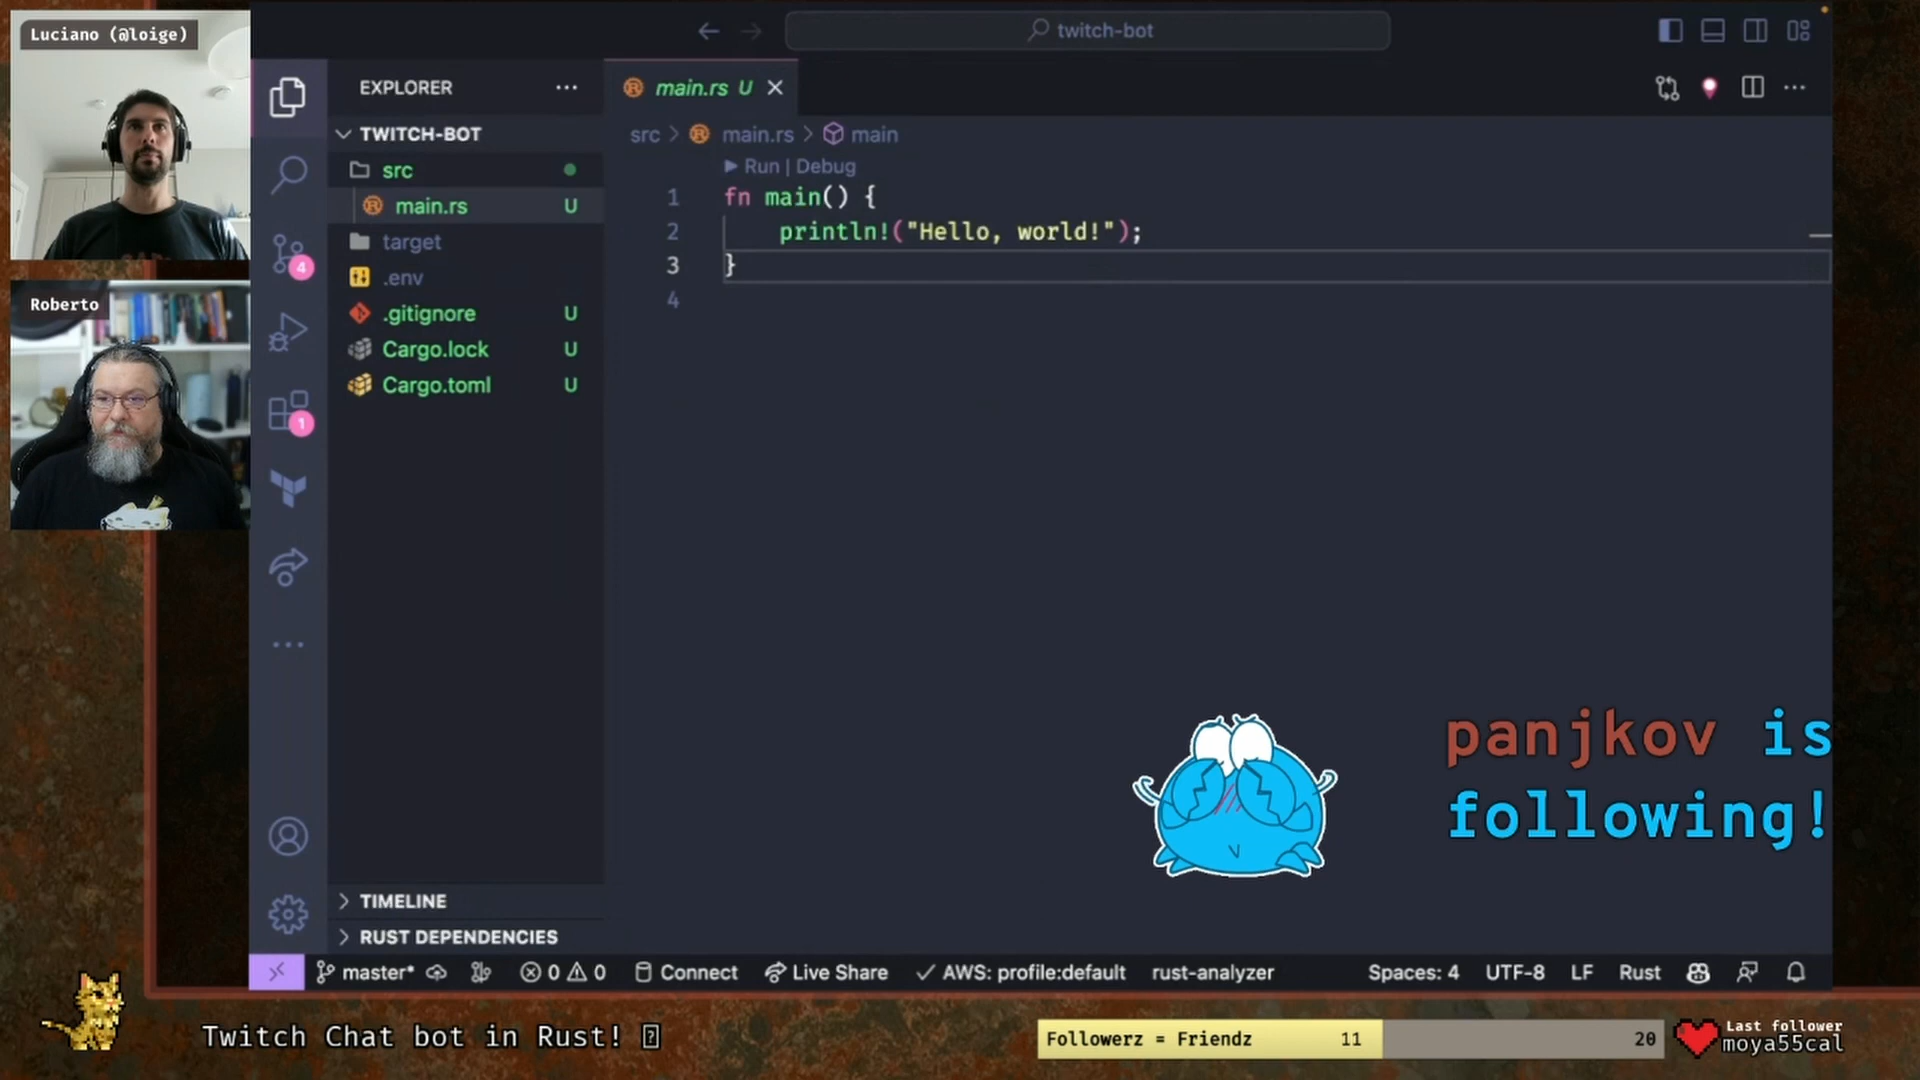 Luciano (@loige)
Roberto
twitch-bot
EXPLORER
TWITCH-BOT
src
main.rs U
target
.env
.gitignore U
Cargo.lock U
Cargo.toml U
TIMELINE
RUST DEPENDENCIES
4
1
main.rs U
src > main.rs > main
Run | Debug
1 fn main() {
2 println!("Hello, world!");
3 }
4
panjkov is
following!
master* 0 0 Connect Live Share AWS: profile:default rust-analyzer Spaces: 4 UTF-8 LF Rust
Twitch Chat bot in Rust!
Followerz = Friendz 11 20
Last follower
moya55cal